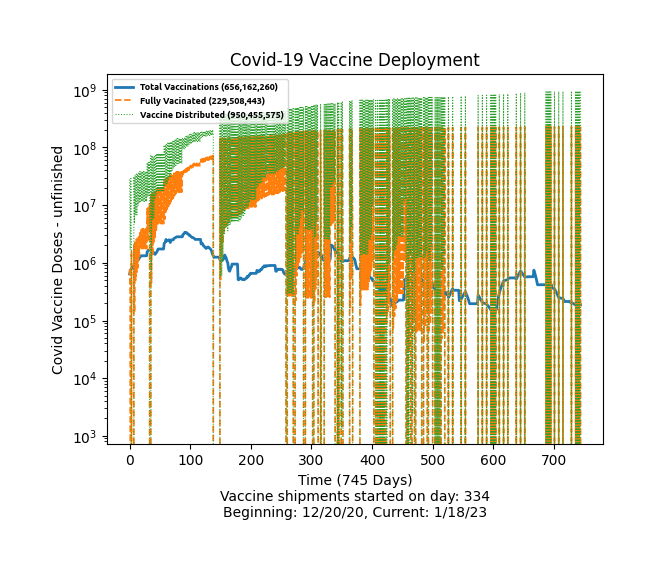 Covid-19 Vaccine Deployment
Total Vaccinations (656,162,260)
Fully Vacinated (229,508,443)
Vaccine Distributed (950,455,575)
Covid Vaccine Doses - unfinished
10⁹
10⁸
10⁷
10⁶
10⁵
10⁴
10³
0 100 200 300 400 500 600 700
Time (745 Days)
Vaccine shipments started on day: 334
Beginning: 12/20/20, Current: 1/18/23